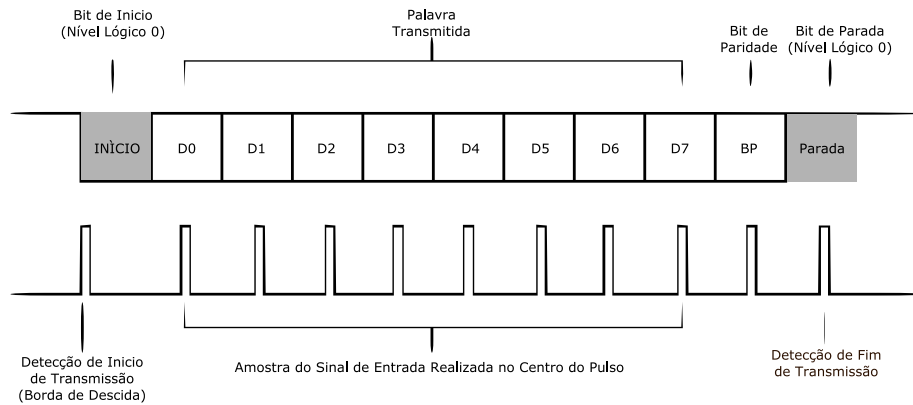 Bit de Inicio
(Nível Lógico 0)
Palavra
Transmitida
Bit de
Paridade
Bit de Parada
(Nível Lógico 0)
INÌCIO
D0
D1
D2
D3
D4
D5
D6
D7
BP
Parada
Detecção de Inicio
de Transmissão
(Borda de Descida)
Amostra do Sinal de Entrada Realizada no Centro do Pulso
Detecção de Fim
de Transmissão